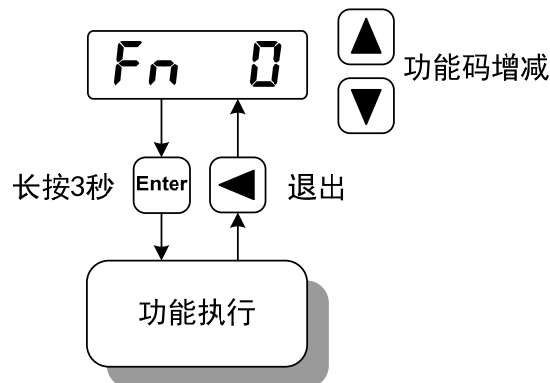 Fn 0
功能码增减
长按3秒
Enter
退出
功能执行